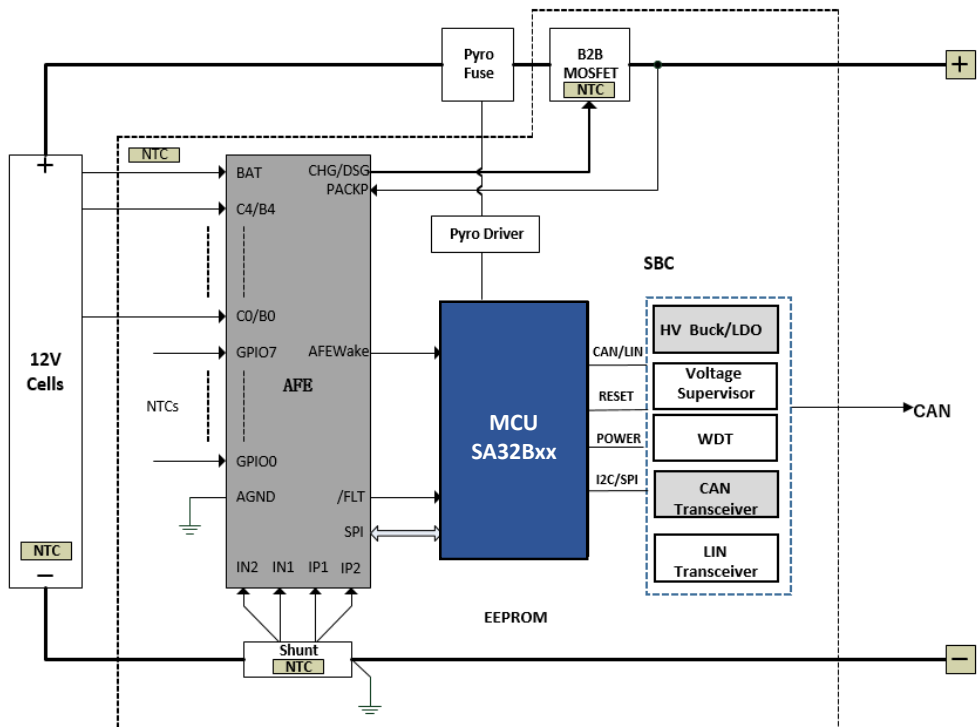 Pyro
Fuse
B2B
MOSFET
NTC
+
+
NTC
BAT
CHG/DSG
PACKP
C4/B4
Pyro Driver
SBC
C0/B0
GPIO7
AFEWake
AFE
12V
Cells
NTCs
GPIO0
AGND
/FLT
SPI
MCU
SA32Bxx
CAN/LIN
RESET
POWER
I2C/SPI
HV Buck/LDO
Voltage
Supervisor
WDT
CAN
Transceiver
LIN
Transceiver
CAN
NTC
−
IN2 IN1 IP1 IP2
EEPROM
Shunt
NTC
−